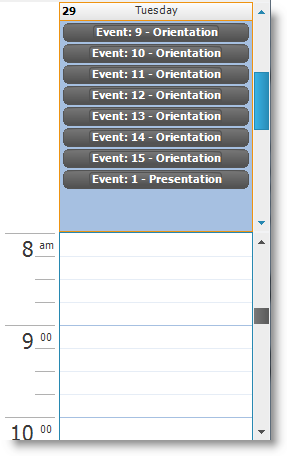 29 Tuesday
Event: 9 - Orientation
Event: 10 - Orientation
Event: 11 - Orientation
Event: 12 - Orientation
Event: 13 - Orientation
Event: 14 - Orientation
Event: 15 - Orientation
Event: 1 - Presentation
8 am
9 00
10 00